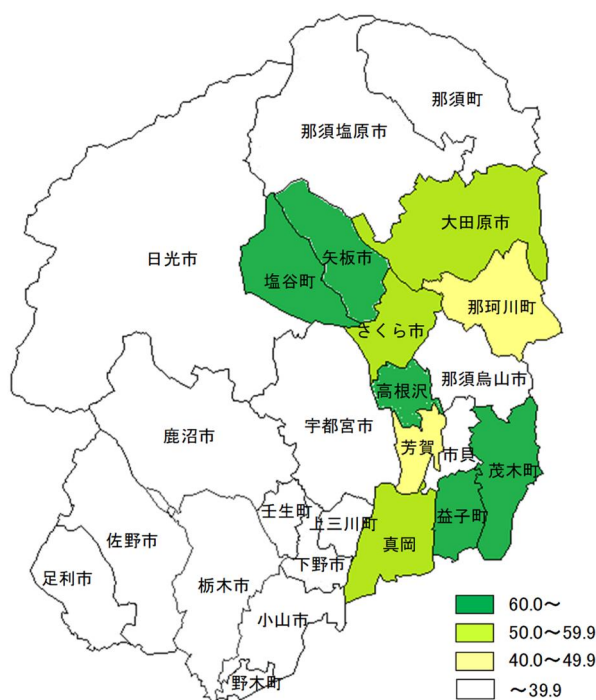 那須町
那須塩原市
大田原市
日光市
矢板市
塩谷町
那珂川町
さくら市
高根沢
那須烏山市
鹿沼市
宇都宮市
芳賀
市貝
茂木町
壬生町
上三川町
益子町
佐野市
真岡
足利市
栃木市
下野市
小山市
野木町
60.0～
50.0～59.9
40.0～49.9
～39.9